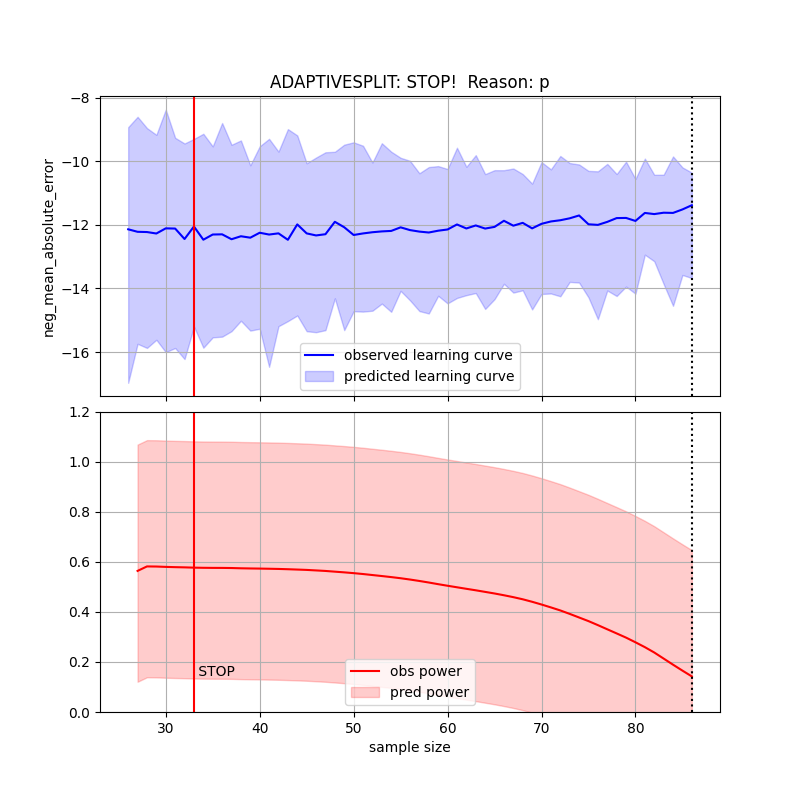 ADAPTIVESPLIT: STOP!  Reason: p
neg_mean_absolute_error
−8
−10
−12
−14
−16
observed learning curve
predicted learning curve
1.2
1.0
0.8
0.6
0.4
0.2
0.0
STOP
obs power
pred power
30 40 50 60 70 80
sample size